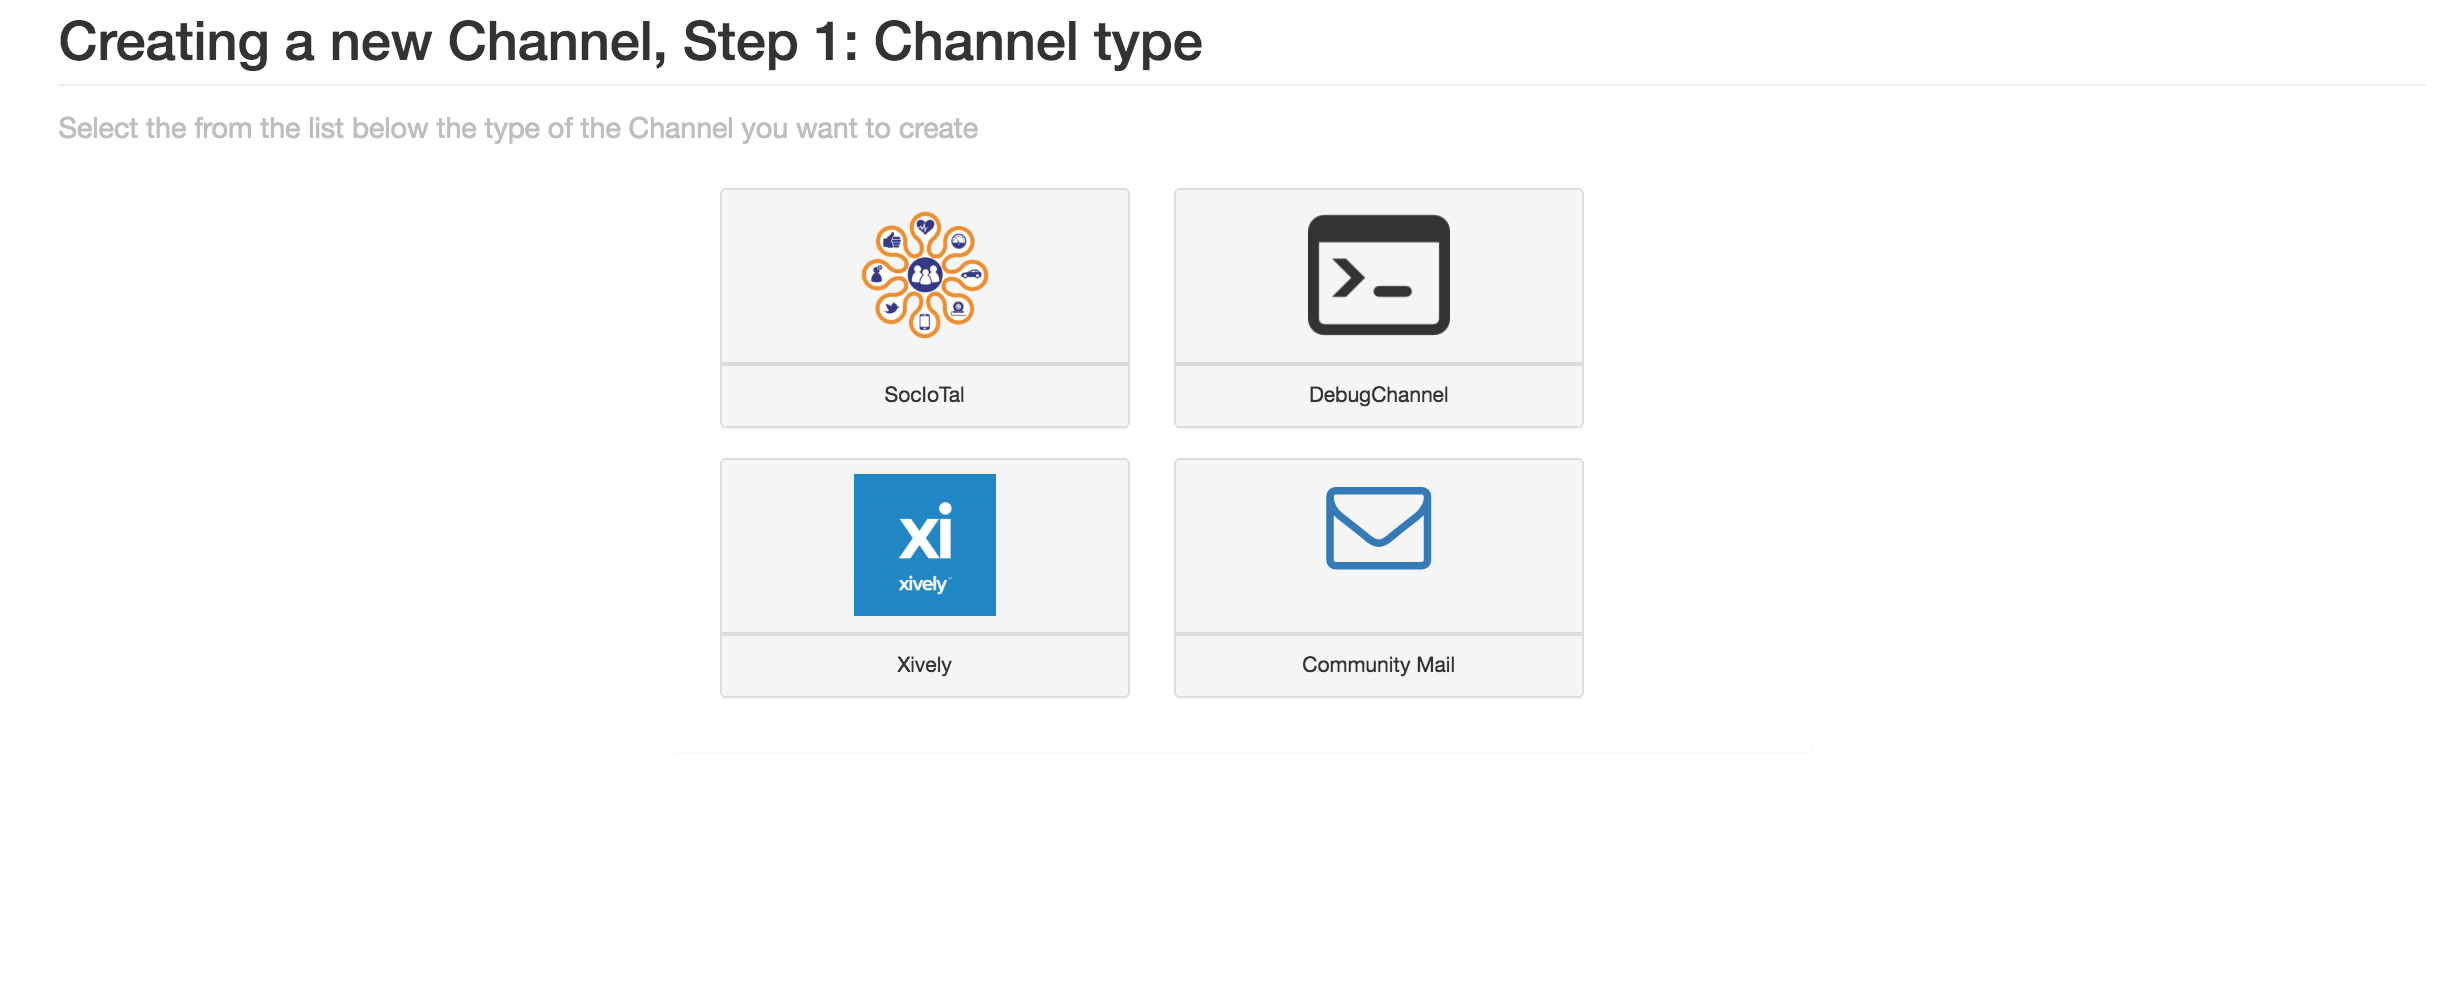 Creating a new Channel, Step 1: Channel type
Select the from the list below the type of the Channel you want to create
SocIoTal
DebugChannel
xi
xively™
Xively
Community Mail